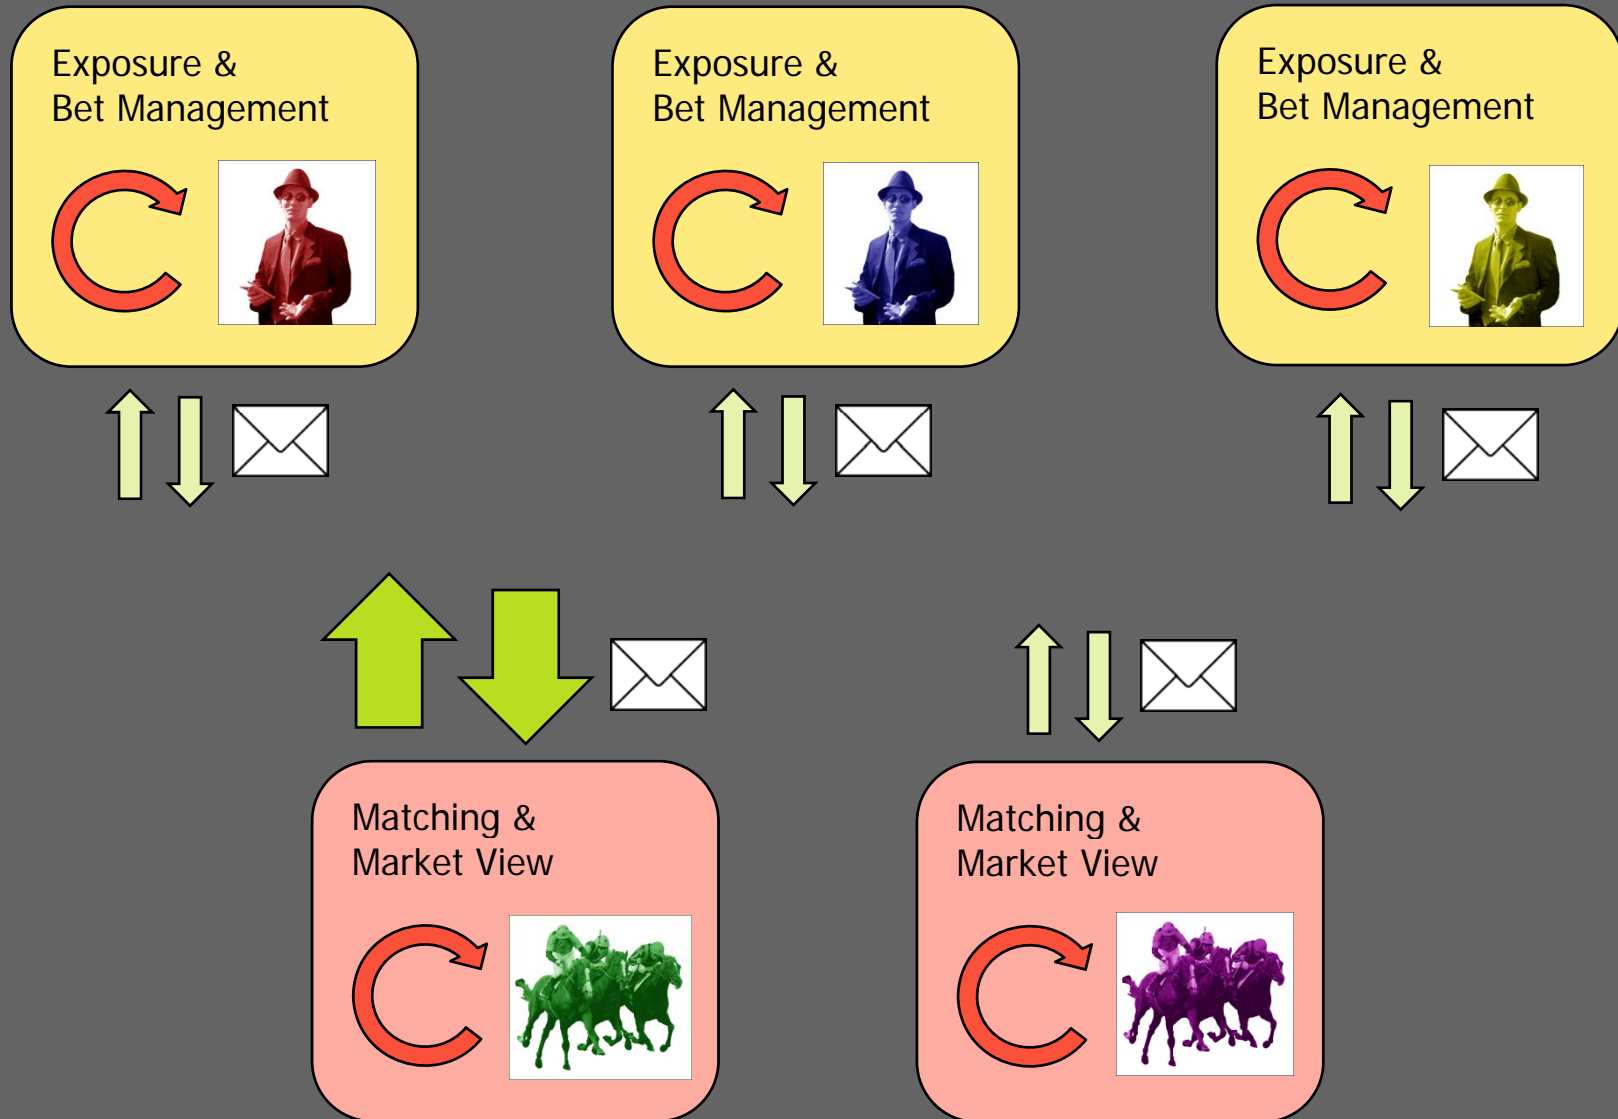 Exposure &
Bet Management
Exposure &
Bet Management
Exposure &
Bet Management
Matching &
Market View
Matching &
Market View